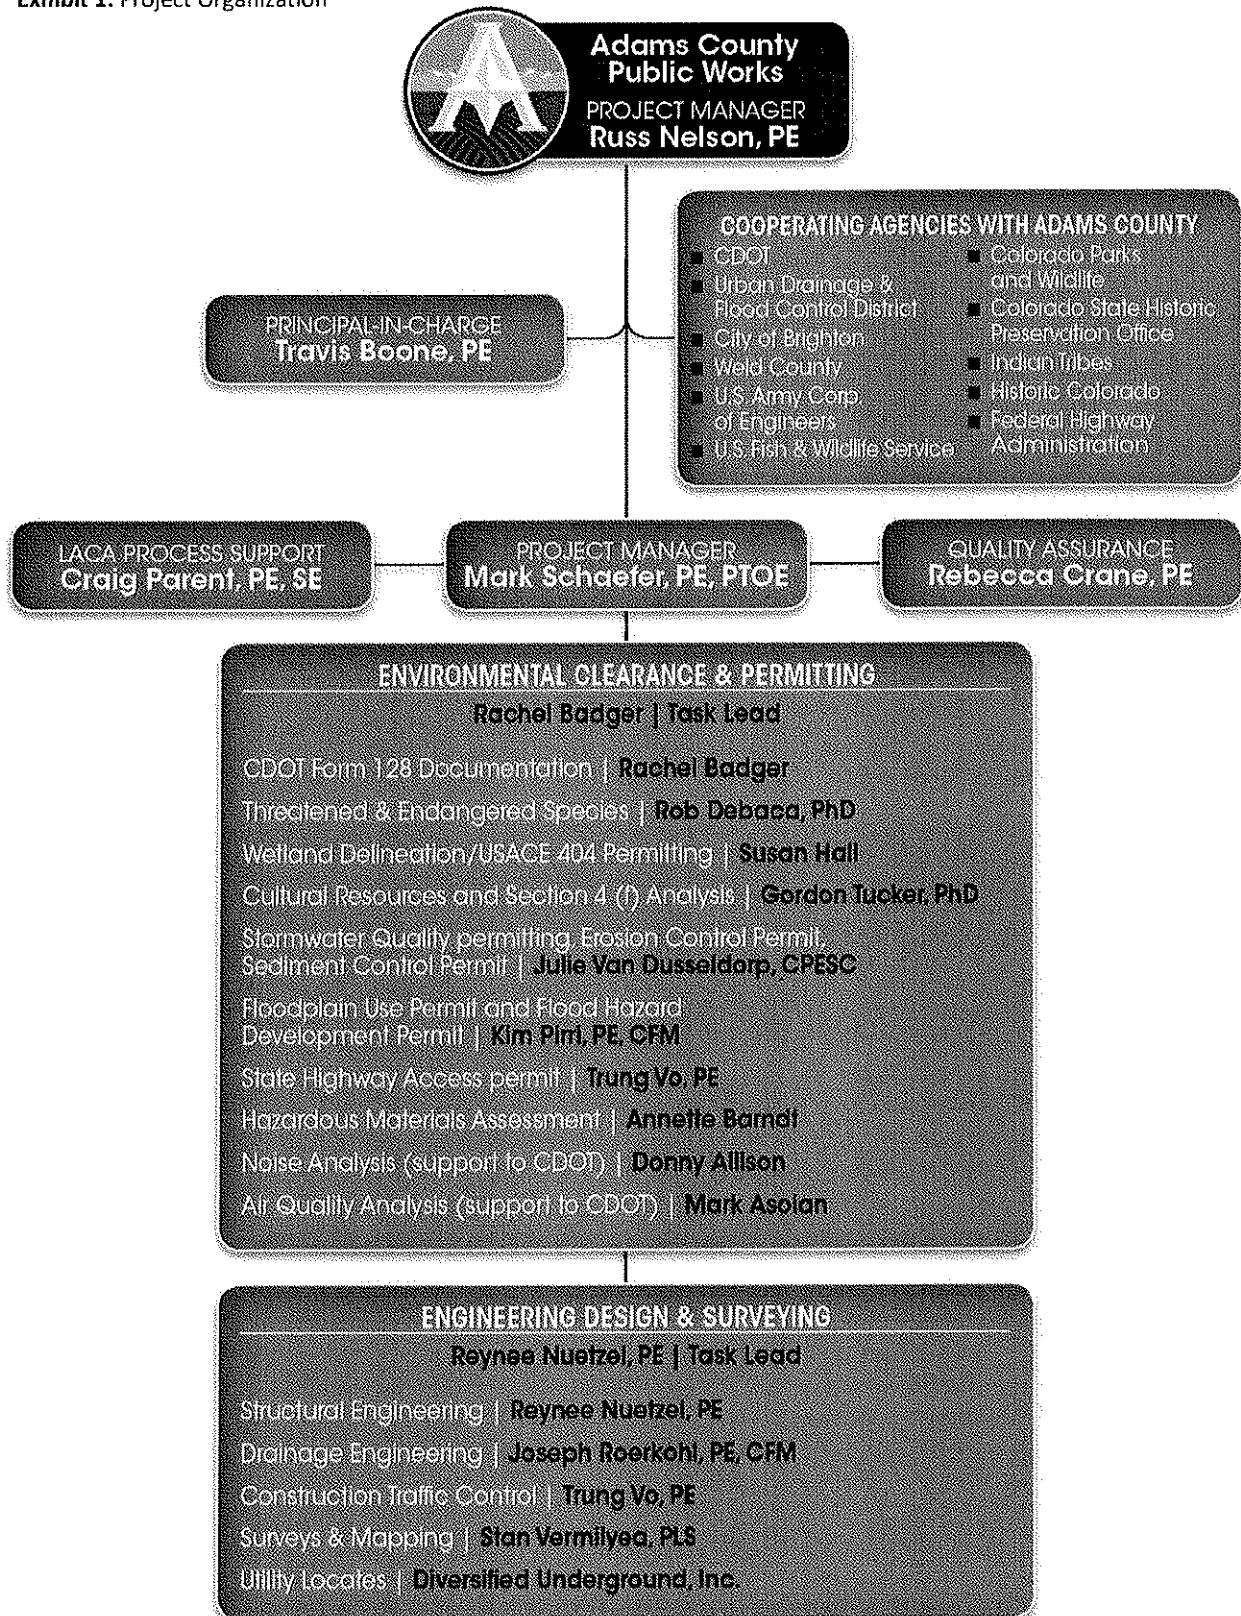 Exhibit 1: Project Organization
Adams County
Public Works
PROJECT MANAGER
Russ Nelson, PE
COOPERATING AGENCIES WITH ADAMS COUNTY
■ CDOT
■ Urban Drainage &
Flood Control District
■ City of Brighton
■ Weld County
■ U.S. Army Corp
of Engineers
■ U.S. Fish & Wildlife Service
■ Colorado Parks
and Wildlife
■ Colorado State Historic
Preservation Office
■ Indian Tribes
■ Historic Colorado
■ Federal Highway
Administration
PRINCIPAL-IN-CHARGE
Travis Boone, PE
LACA PROCESS SUPPORT
Craig Parent, PE, SE
PROJECT MANAGER
Mark Schaefer, PE, PTOE
QUALITY ASSURANCE
Rebecca Crane, PE
ENVIRONMENTAL CLEARANCE & PERMITTING
Rachel Badger | Task Lead
CDOT Form 128 Documentation | Rachel Badger
Threatened & Endangered Species | Rob Debaca, PhD
Wetland Delineation/USACE 404 Permitting | Susan Hall
Cultural Resources and Section 4 (f) Analysis | Gordon Tucker, PhD
Stormwater Quality permitting, Erosion Control Permit,
Sediment Control Permit | Julie Van Dusseldorp, CPESC
Floodplain Use Permit and Flood Hazard
Development Permit | Kim Pirri, PE, CFM
State Highway Access permit | Trung Vo, PE
Hazardous Materials Assessment | Annette Barndt
Noise Analysis (support to CDOT) | Donny Allison
Air Quality Analysis (support to CDOT) | Mark Asoian
ENGINEERING DESIGN & SURVEYING
Reynee Nuetzel, PE | Task Lead
Structural Engineering | Reynee Nuetzel, PE
Drainage Engineering | Joseph Roerkohl, PE, CFM
Construction Traffic Control | Trung Vo, PE
Surveys & Mapping | Stan Vermilyea, PLS
Utility Locates | Diversified Underground, Inc.